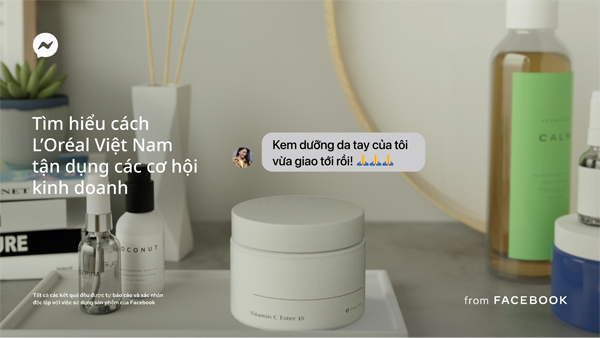 Tìm hiểu cách
L'Oréal Việt Nam
tận dụng các cơ hội
kinh doanh
Kem dưỡng da tay của tôi
vừa giao tới rồi! 🙏🙏🙏
CALM
URE
COCONUT
Vitamin C Ester 15
Tất cả các kết quả đều được tự báo cáo và xác nhận
độc lập với việc sử dụng sản phẩm của Facebook
from FACEBOOK